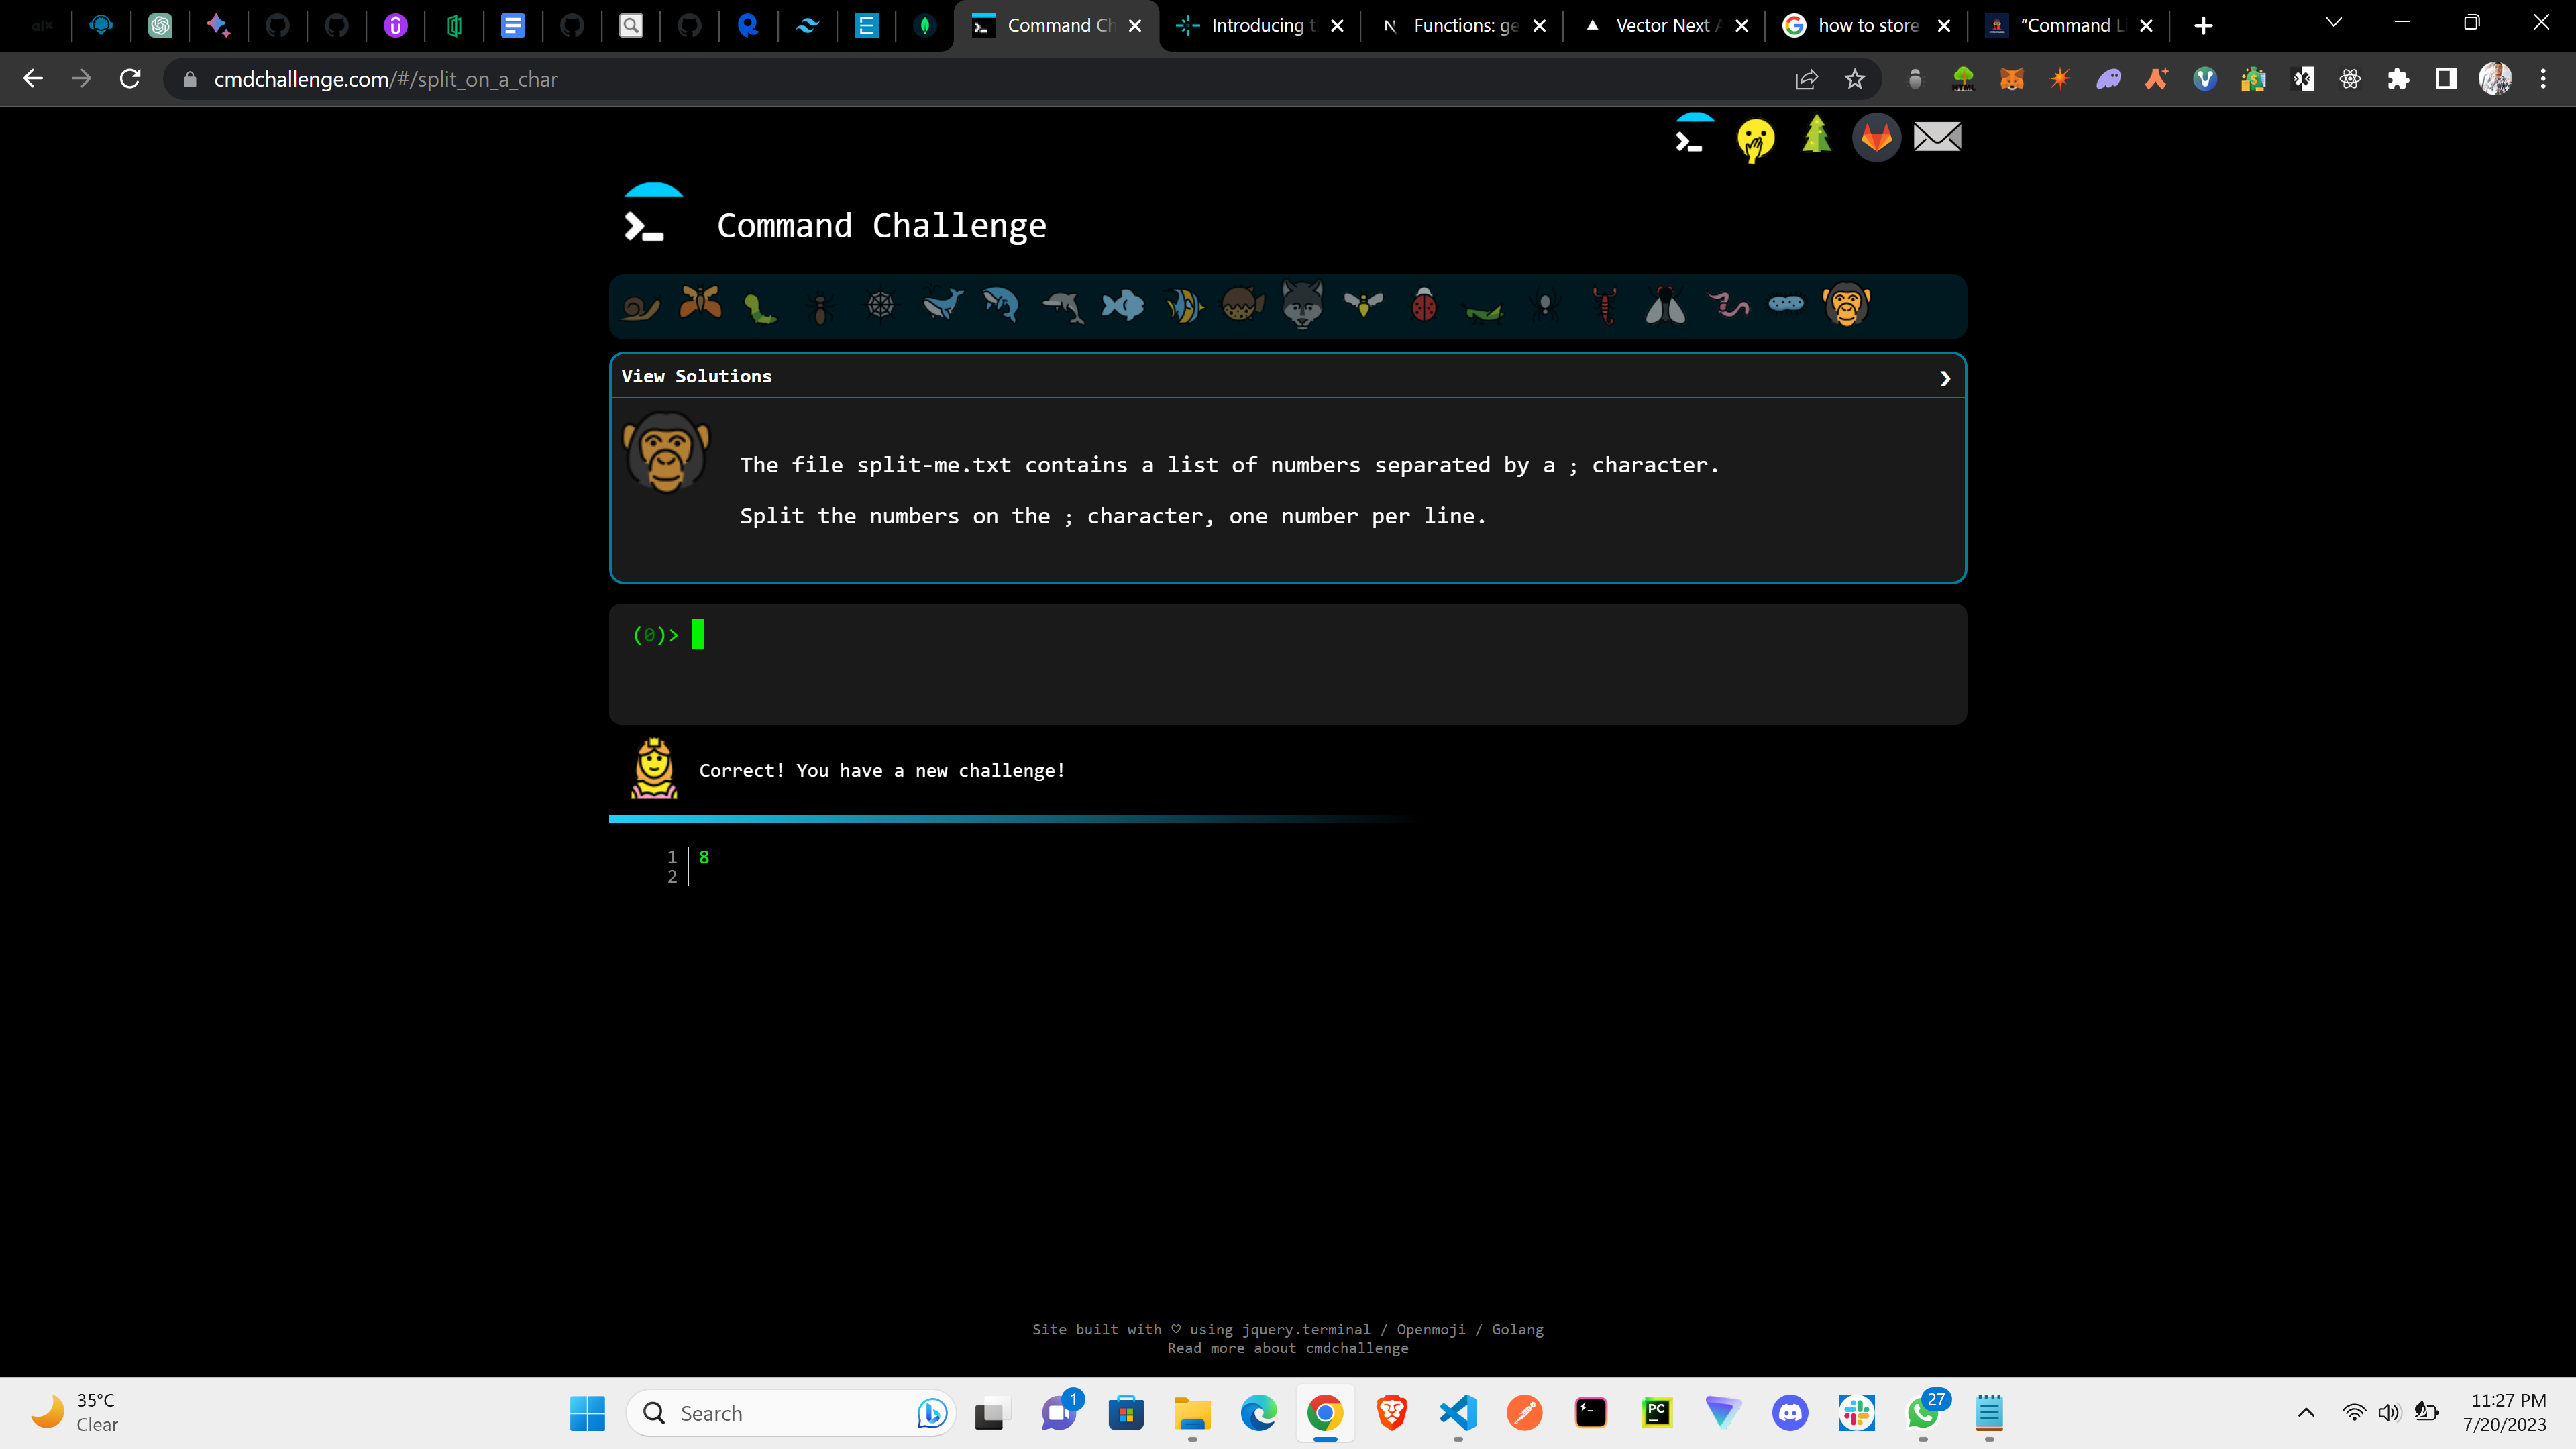 alx
Command Ch
Introducing t
Functions: ge
Vector Next A
how to store
“Command Li
cmdchallenge.com/#/split_on_a_char
Command Challenge
View Solutions
The file split-me.txt contains a list of numbers separated by a ; character.
Split the numbers on the ; character, one number per line.
(0)>
Correct! You have a new challenge!
1 8
2
Site built with ♡ using jquery.terminal / Openmoji / Golang
Read more about cmdchallenge
35°C
Clear
Search
1
PC
27
11:27 PM
7/20/2023